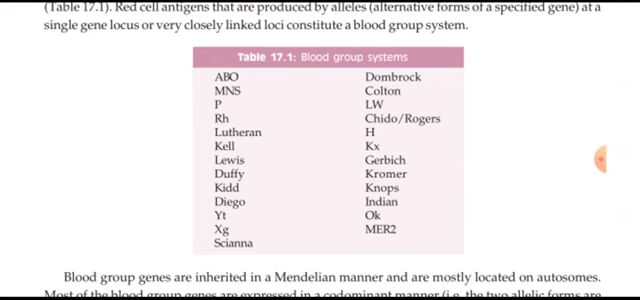 (Table 17.1). Red cell antigens that are produced by alleles (alternative forms of a specified gene) at a
single gene locus or very closely linked loci constitute a blood group system.
Table 17.1: Blood group systems
ABO Dombrock
MNS Colton
P LW
Rh Chido/Rogers
Lutheran H
Kell Kx
Lewis Gerbich
Duffy Kromer
Kidd Knops
Diego Indian
Yt Ok
Xg MER2
Scianna
Blood group genes are inherited in a Mendelian manner and are mostly located on autosomes.
Most of the blood group genes are expressed in a codominant manner (i.e. the two allelic forms are